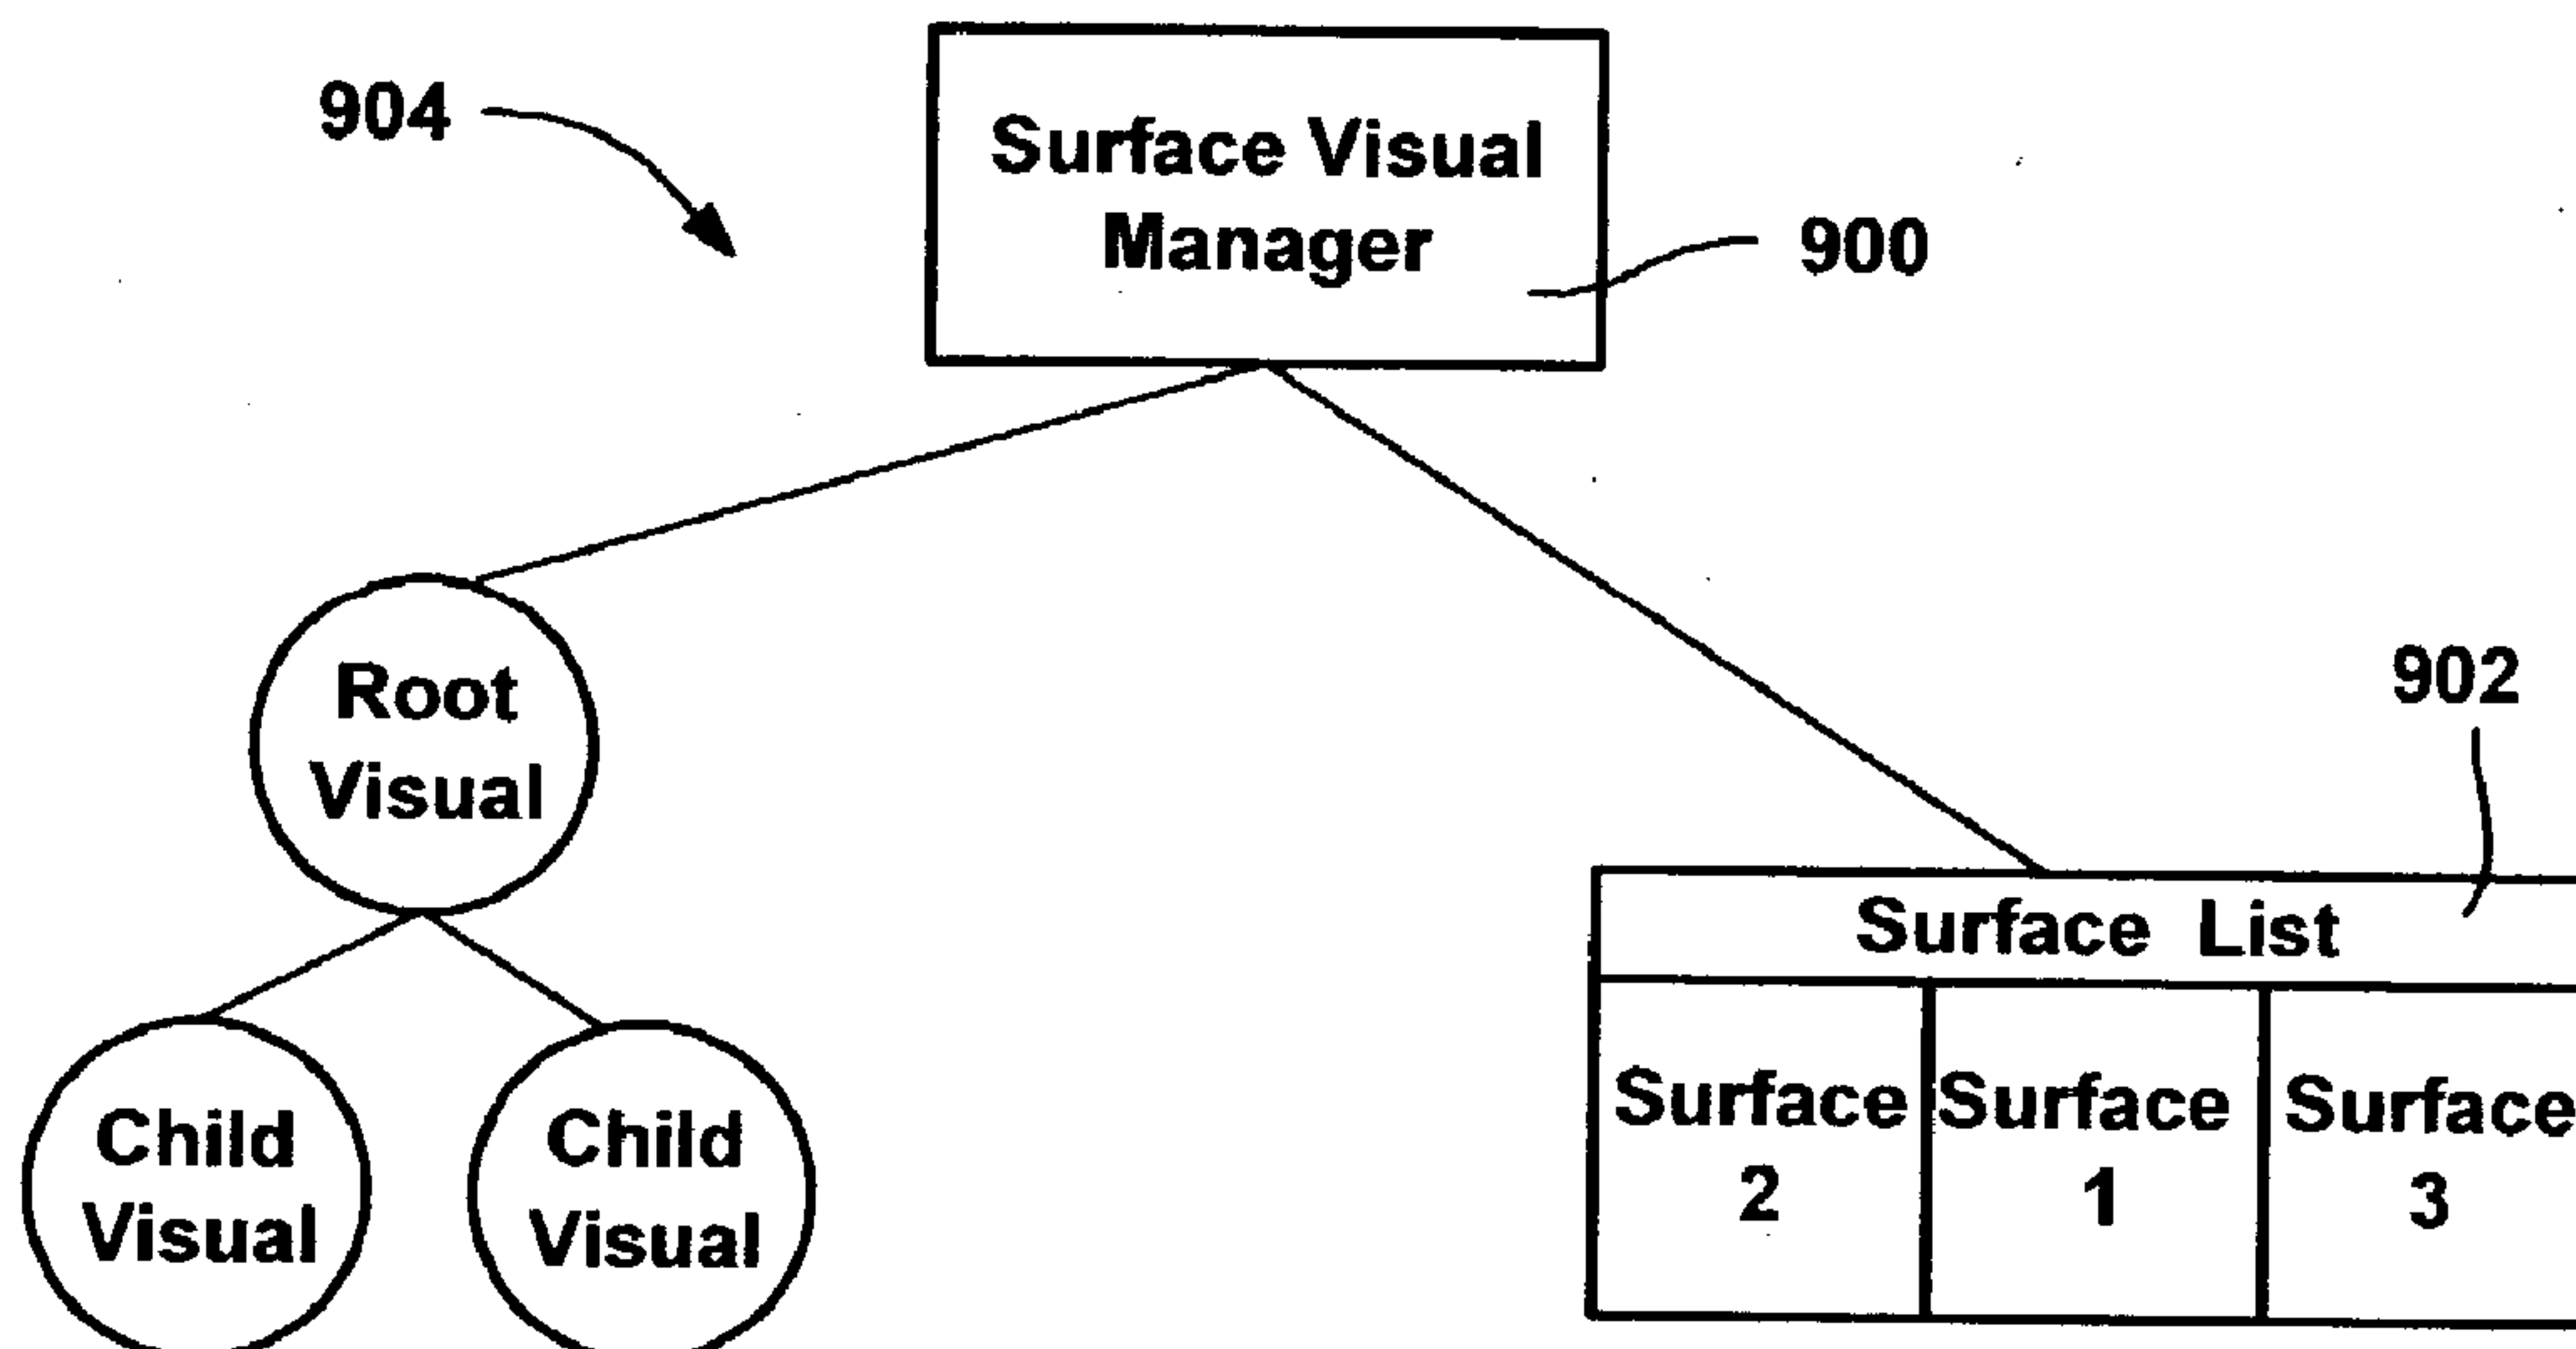 904
Surface Visual
Manager
900
Root
Visual
902
Surface List
Child
Visual
Child
Visual
Surface
2
Surface
1
Surface
3